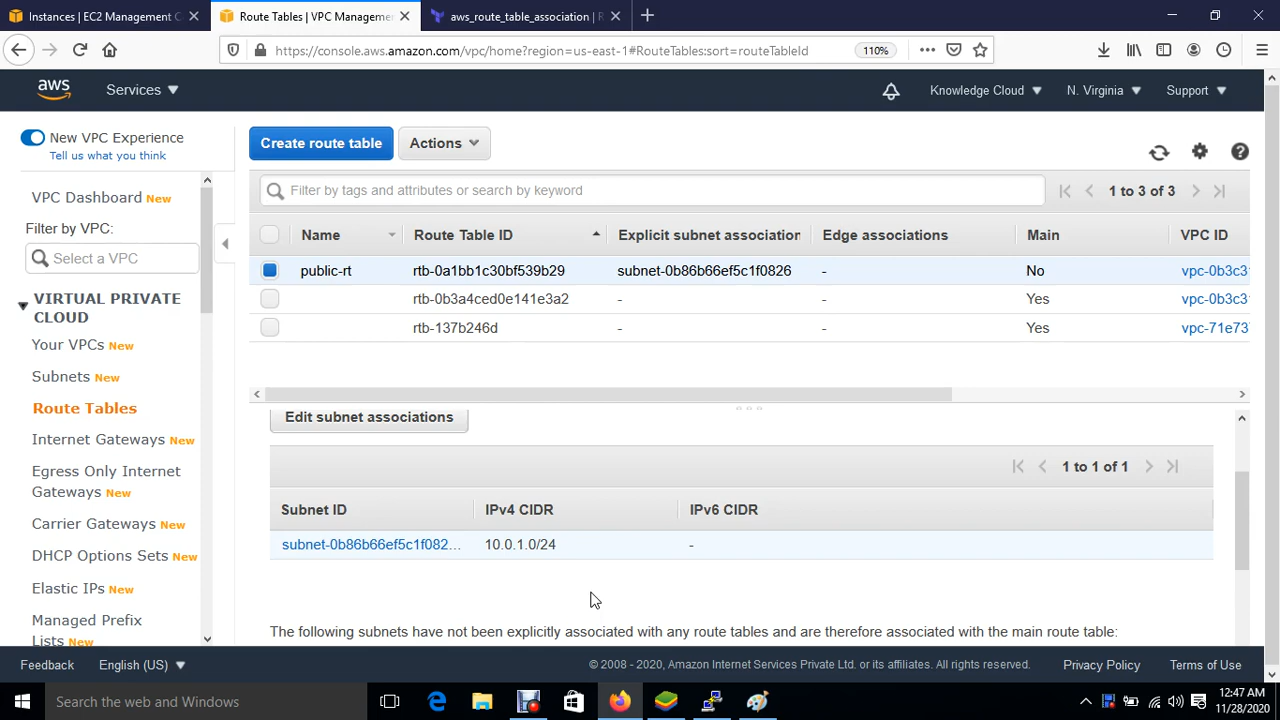 Instances | EC2 Management C
Route Tables | VPC Manageme
aws_route_table_association | R
https://console.aws.amazon.com/vpc/home?region=us-east-1#RouteTables:sort=routeTableId
110%
aws
Services
Knowledge Cloud
N. Virginia
Support
New VPC Experience
Tell us what you think
Create route table
Actions
VPC Dashboard New
Filter by tags and attributes or search by keyword
1 to 3 of 3
Filter by VPC:
Select a VPC
Name
Route Table ID
Explicit subnet association
Edge associations
Main
VPC ID
public-rt
rtb-0a1bb1c30bf539b29
subnet-0b86b66ef5c1f0826
-
No
vpc-0b3c31
rtb-0b3a4ced0e141e3a2
-
-
Yes
vpc-0b3c31
rtb-137b246d
-
-
Yes
vpc-71e737
VIRTUAL PRIVATE
CLOUD
Your VPCs New
Subnets New
Route Tables
Internet Gateways New
Egress Only Internet
Gateways New
Carrier Gateways New
DHCP Options Sets New
Elastic IPs New
Managed Prefix
Lists New
Edit subnet associations
1 to 1 of 1
Subnet ID
IPv4 CIDR
IPv6 CIDR
subnet-0b86b66ef5c1f082...
10.0.1.0/24
-
The following subnets have not been explicitly associated with any route tables and are therefore associated with the main route table:
Feedback
English (US)
© 2008 - 2020, Amazon Internet Services Private Ltd. or its affiliates. All rights reserved.
Privacy Policy
Terms of Use
Search the web and Windows
12:47 AM
11/28/2020